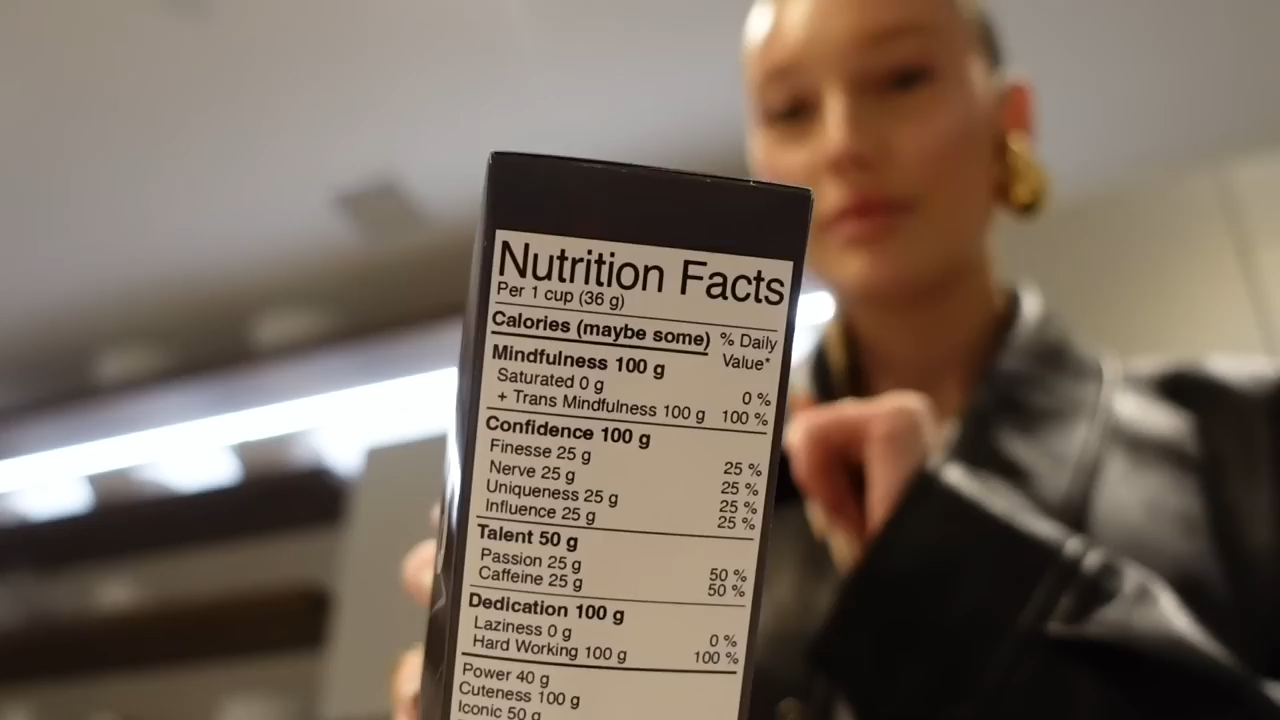 Nutrition Facts
Per 1 cup (36 g)
Calories (maybe some)
% Daily
Value*
Mindfulness 100 g
Saturated 0 g 0 %
+ Trans Mindfulness 100 g 100 %
Confidence 100 g
Finesse 25 g 25 %
Nerve 25 g 25 %
Uniqueness 25 g 25 %
Influence 25 g 25 %
Talent 50 g
Passion 25 g 50 %
Caffeine 25 g 50 %
Dedication 100 g
Laziness 0 g 0 %
Hard Working 100 g 100 %
Power 40 g
Cuteness 100 g
Iconic 50 g